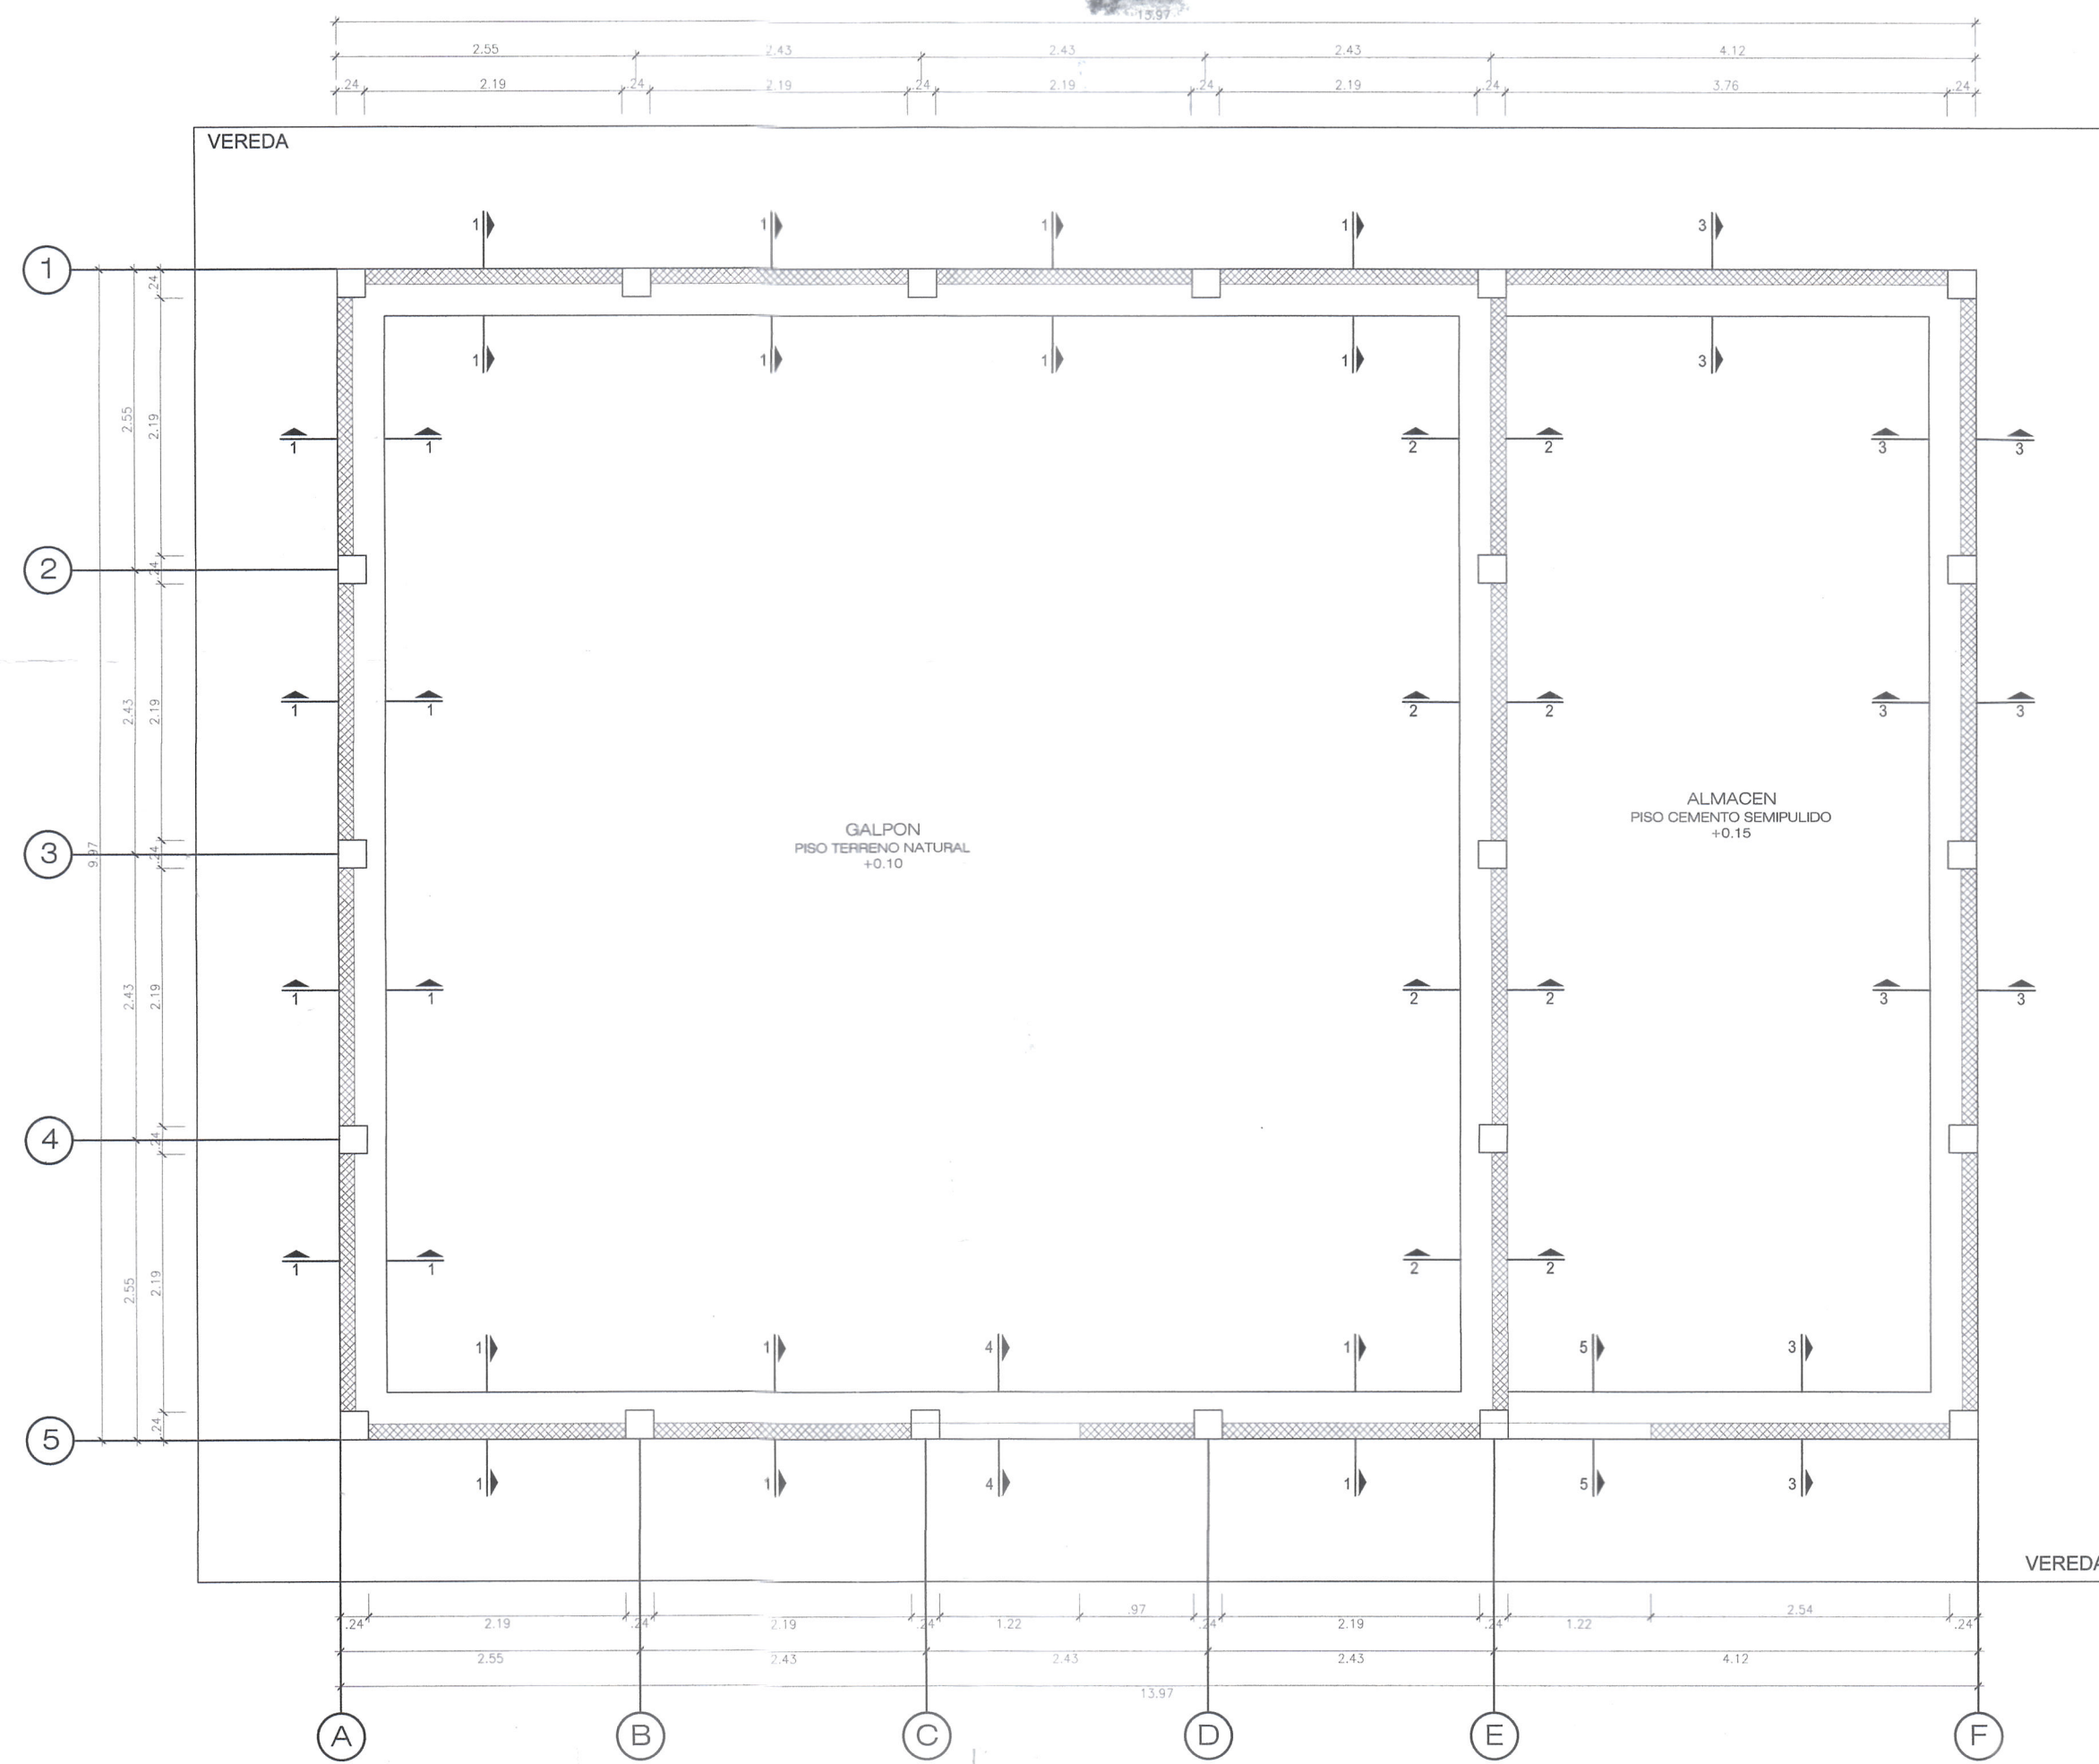 13.97
2.55 2.43 2.43 2.43 4.12
.24 2.19 .24 2.19 .24 2.19 .24 2.19 .24 3.76 .24
VEREDA
1 1 1 1 3
1
.24
1 1 1 1 3
2.55 2.19
1 1 2 2 3 3
2
.24
2.43 2.19
1 1 2 2 3 3
ALMACEN
PISO CEMENTO SEMIPULIDO
+0.15
GALPON
PISO TERRENO NATURAL
+0.10
3
9.97
.24
2.43 2.19
1 1 2 2 3 3
4
.24
2.55 2.19
1 1 2 2
1 1 4 1 5 3
5
.24
1 1 4 1 5 3
VEREDA
.24 2.19 .24 2.19 .24 1.22 .97 .24 2.19 .24 1.22 2.54 .24
2.55 2.43 2.43 2.43 4.12
13.97
A B C D E F